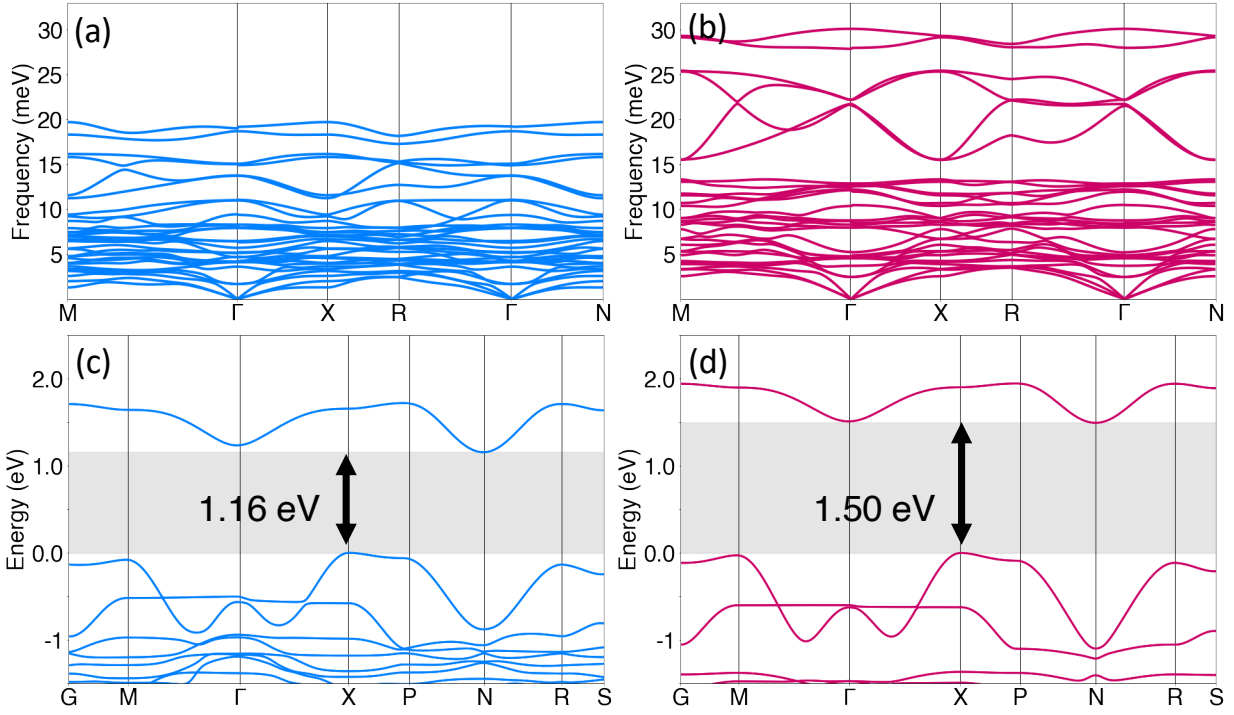 (a)
Frequency (meV)
30
25
20
15
10
5
M Γ X R Γ N
(b)
Frequency (meV)
30
25
20
15
10
5
M Γ X R Γ N
(c)
Energy (eV)
2.0
1.0
0.0
-1
1.16 eV
G M Γ X P N R S
(d)
Energy (eV)
2.0
1.0
0.0
-1
1.50 eV
G M Γ X P N R S